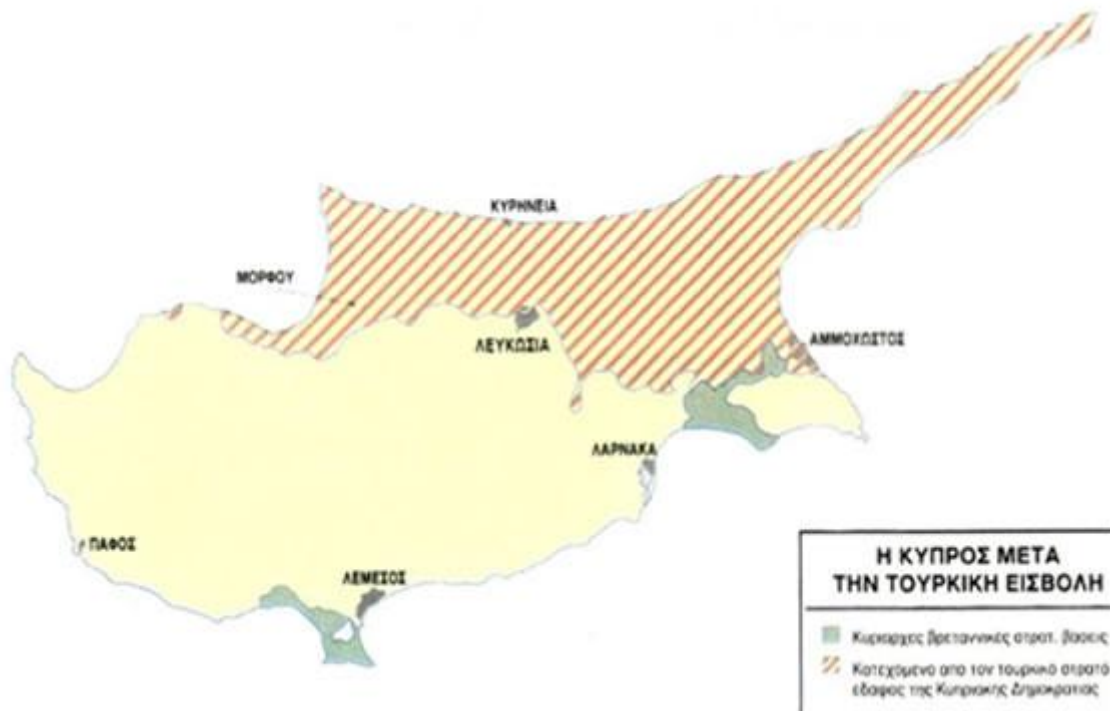 ΚΥΡΗΝΕΙΑ
ΜΟΡΦΟΥ
ΛΕΥΚΩΣΙΑ
ΑΜΜΟΧΩΣΤΟΣ
ΛΑΡΝΑΚΑ
ΠΑΦΟΣ
ΛΕΜΕΣΟΣ
Η ΚΥΠΡΟΣ ΜΕΤΑ
ΤΗΝ ΤΟΥΡΚΙΚΗ ΕΙΣΒΟΛΗ
Κυρίαρχες βρεταννικές στρατ. βάσεις
Κατεχόμενο από τον τουρκικό στρατό
έδαφος της Κυπριακής Δημοκρατίας